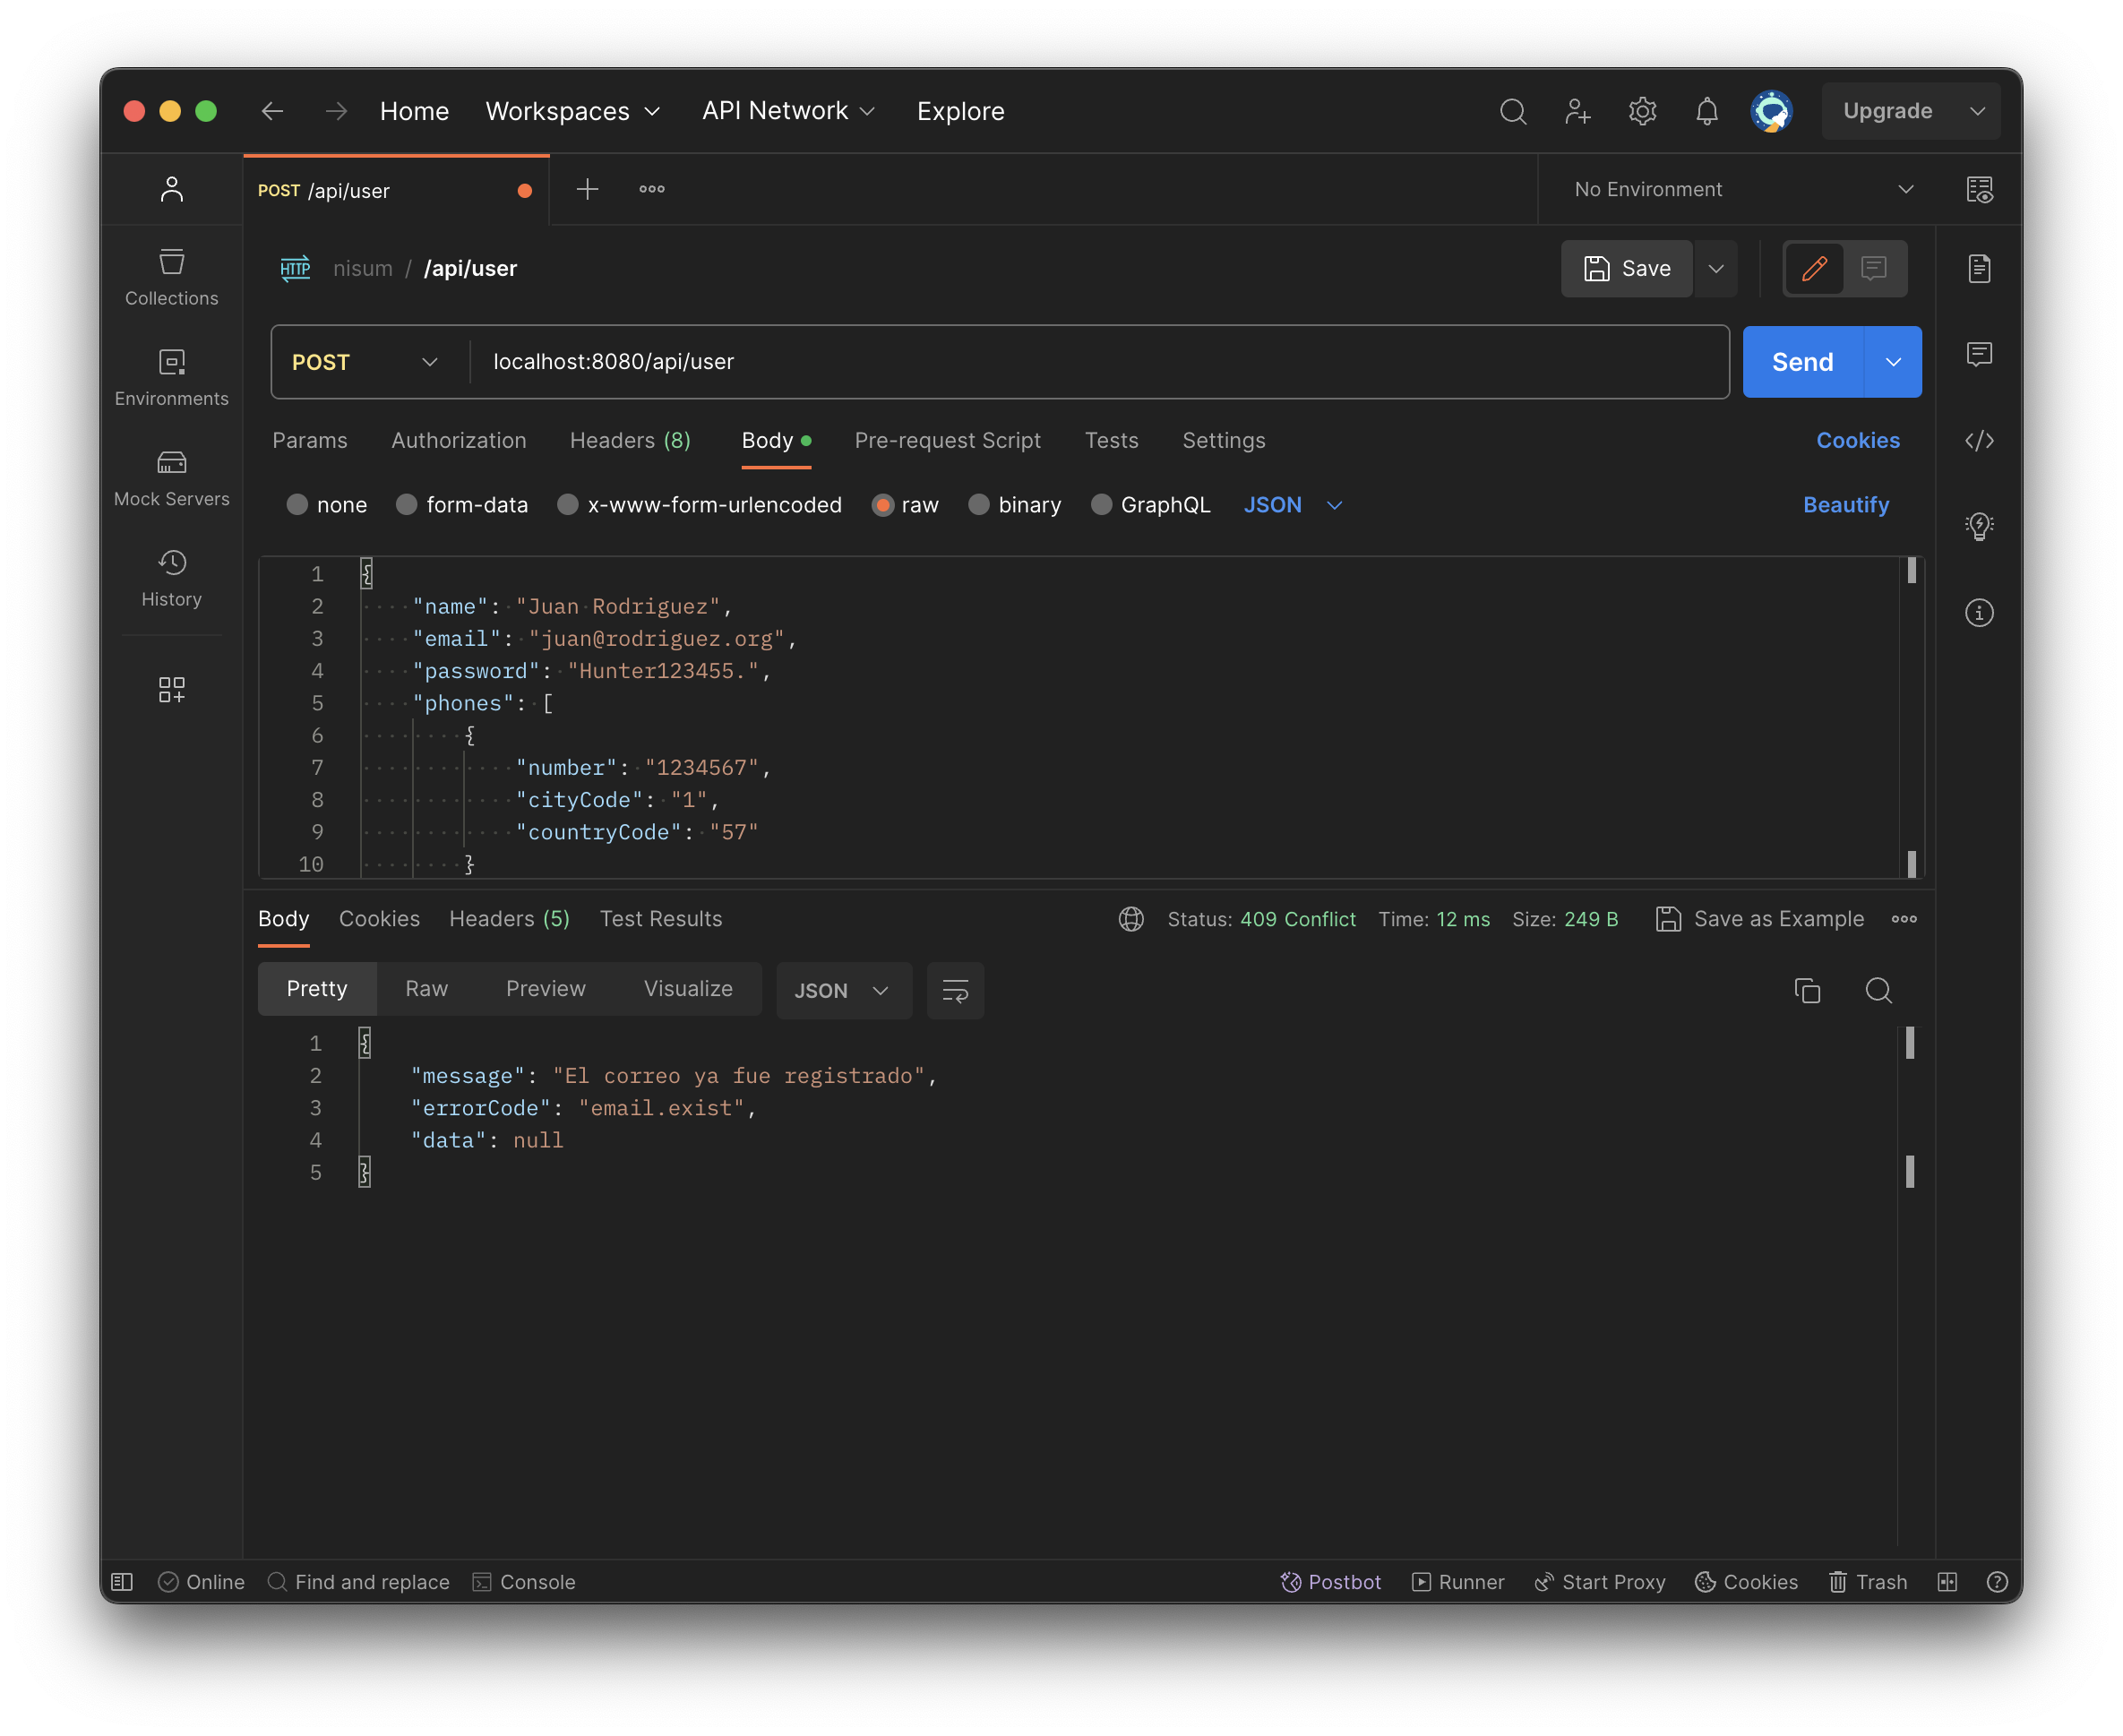 Home Workspaces API Network Explore Upgrade
POST /api/user No Environment
HTTP nisum / /api/user Save
Collections
Environments
Mock Servers
History
POST localhost:8080/api/user Send
Params Authorization Headers (8) Body Pre-request Script Tests Settings Cookies
none form-data x-www-form-urlencoded raw binary GraphQL JSON Beautify
1 {
2 "name": "Juan Rodriguez",
3 "email": "juan@rodriguez.org",
4 "password": "Hunter123455.",
5 "phones": [
6 {
7 "number": "1234567",
8 "cityCode": "1",
9 "countryCode": "57"
10 }
Body Cookies Headers (5) Test Results Status: 409 Conflict Time: 12 ms Size: 249 B Save as Example
Pretty Raw Preview Visualize JSON
1 {
2 "message": "El correo ya fue registrado",
3 "errorCode": "email.exist",
4 "data": null
5 }
Online Find and replace Console Postbot Runner Start Proxy Cookies Trash